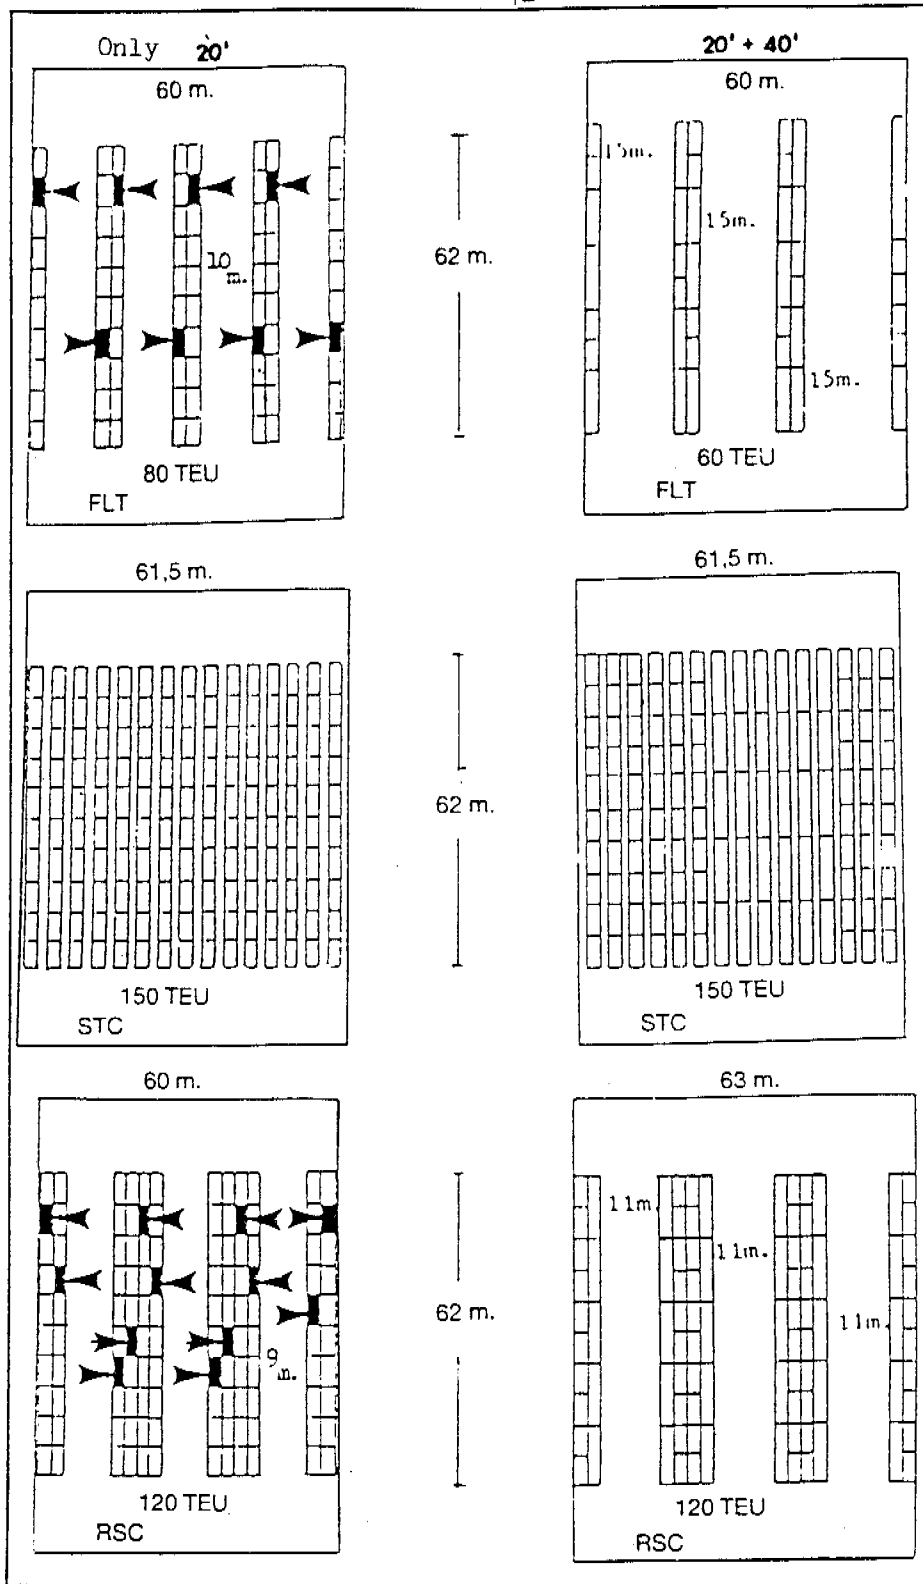 Only 20'
20' + 40'
60 m.
60 m.
15m.
15m.
62 m.
10
m.
15m.
80 TEU
60 TEU
FLT
FLT
61,5 m.
61,5 m.
62 m.
150 TEU
150 TEU
STC
STC
60 m.
63 m.
11m.
11m.
62 m.
11m.
9
m.
120 TEU
120 TEU
RSC
RSC